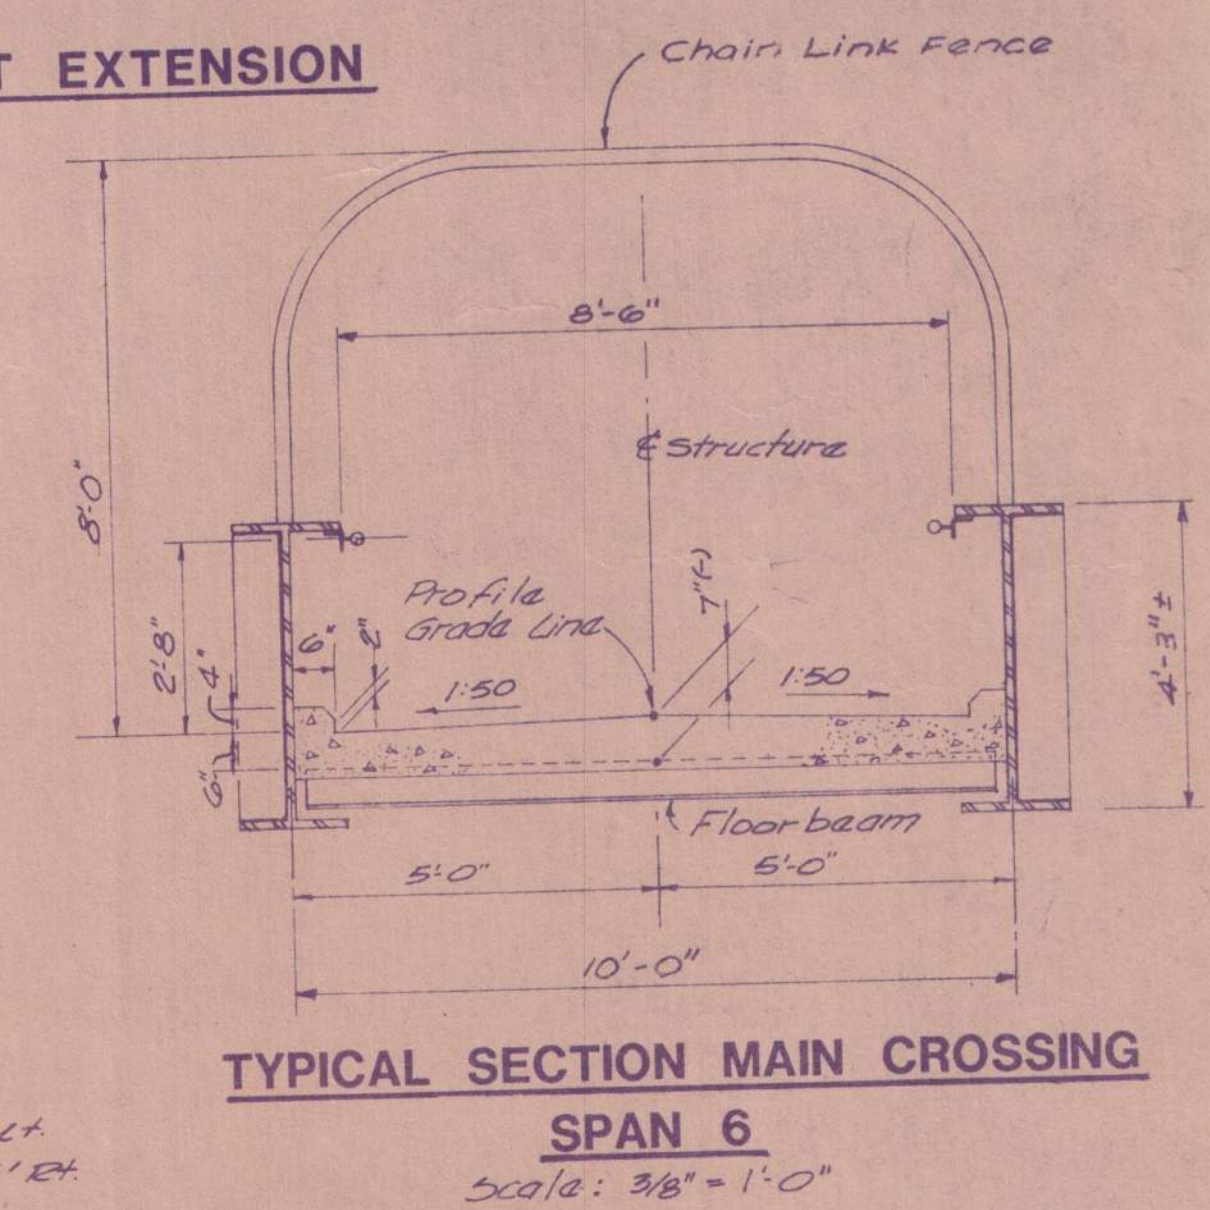 T EXTENSION
Chain Link Fence
8'-6"
℄ Structure
8'-0"
Profile
Grade Line
7"(-)
2'-8"
4"
6"
2"
1:50
1:50
4'-3"±
6"
Floorbeam
5'-0"
5'-0"
10'-0"
TYPICAL SECTION MAIN CROSSING
SPAN 6
Scale: 3/8" = 1'-0"
Lt.
' Rt.